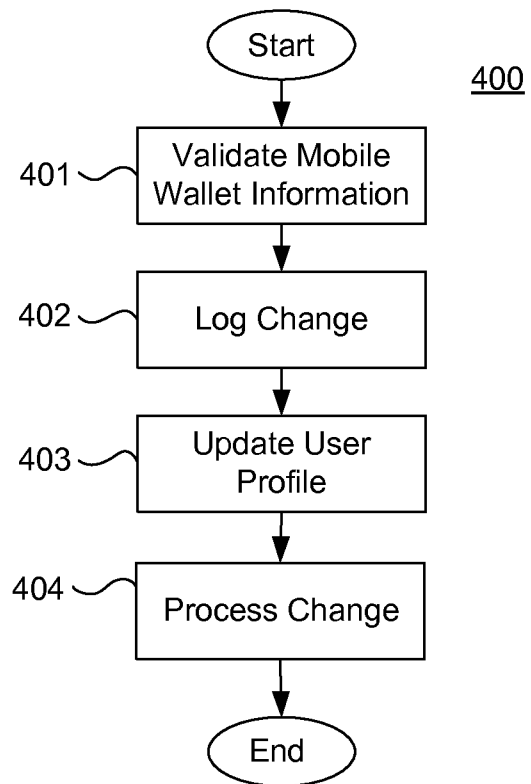 Start
400
401
Validate Mobile
Wallet Information
402
Log Change
403
Update User
Profile
404
Process Change
End